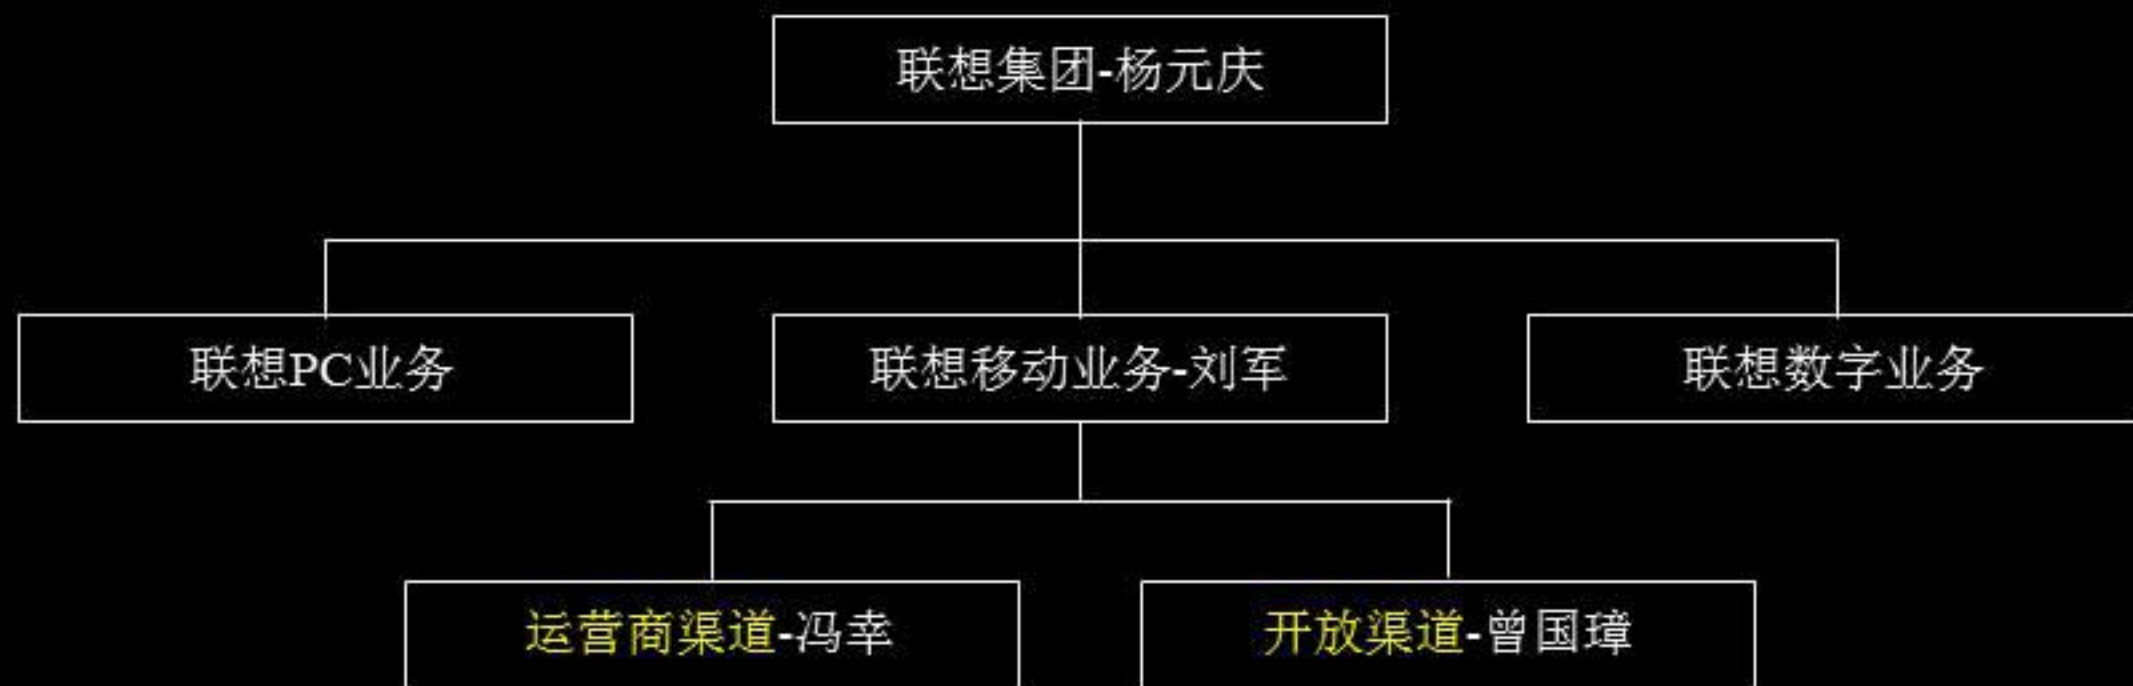 联想集团-杨元庆
联想PC业务
联想移动业务-刘军
联想数字业务
运营商渠道-冯幸
开放渠道-曾国璋